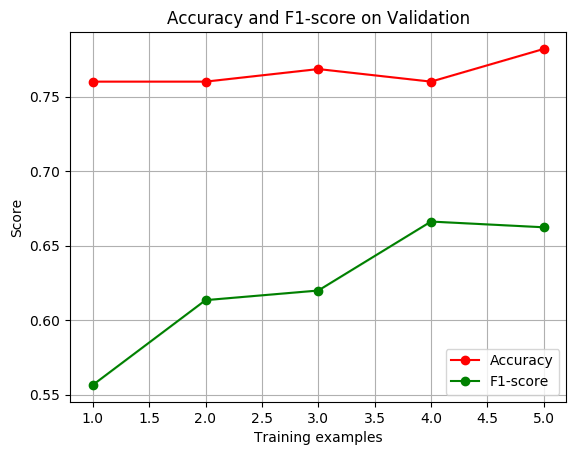 Accuracy and F1-score on Validation
Score
0.75
0.70
0.65
0.60
0.55
Accuracy
F1-score
1.0 1.5 2.0 2.5 3.0 3.5 4.0 4.5 5.0
Training examples